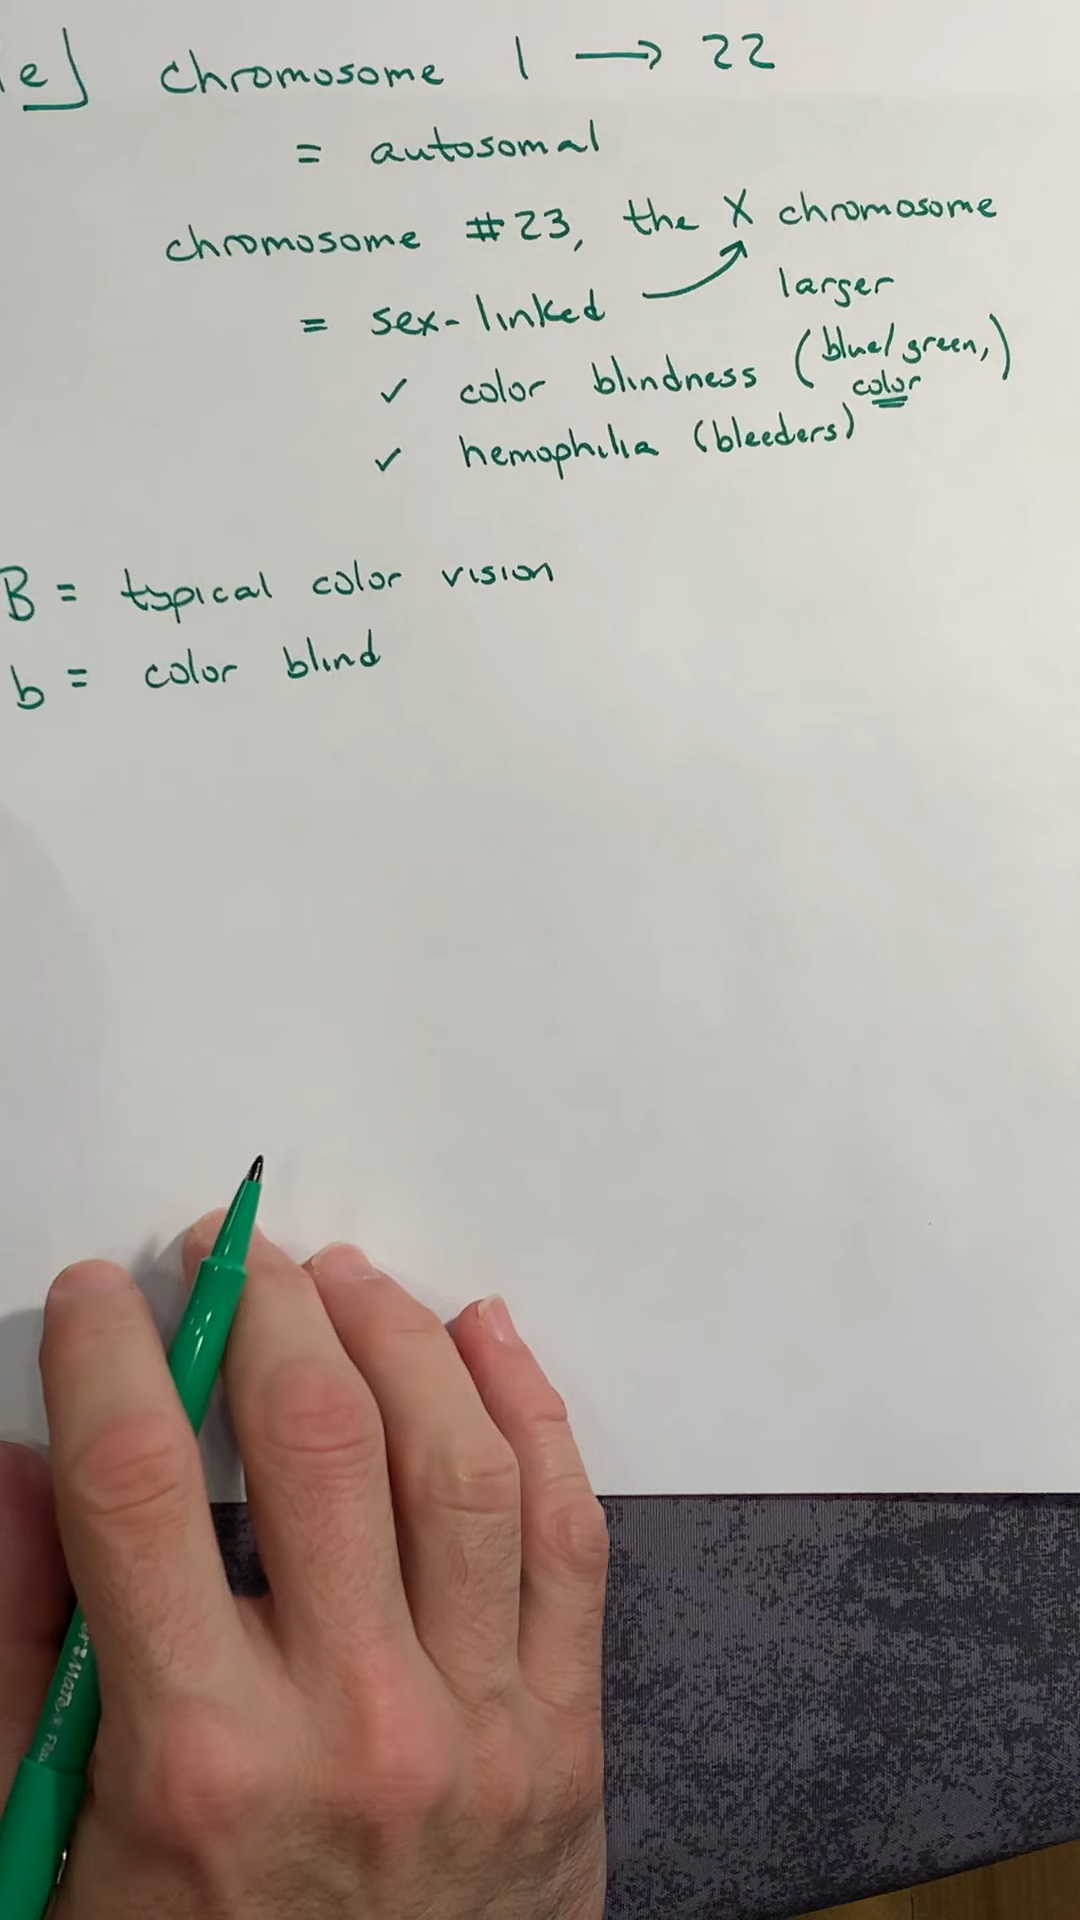 e] chromosome 1 → 22
= autosomal
chromosome #23, the X chromosome
= sex-linked
larger
✓ color blindness (blue/green, color)
✓ hemophilia (bleeders)
B = typical color vision
b = color blind